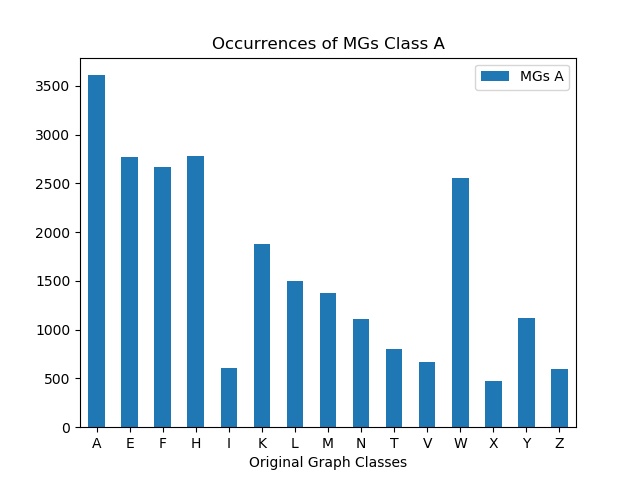 Occurrences of MGs Class A
MGs A
3500
3000
2500
2000
1500
1000
500
0
A E F H I K L M N T V W X Y Z
Original Graph Classes